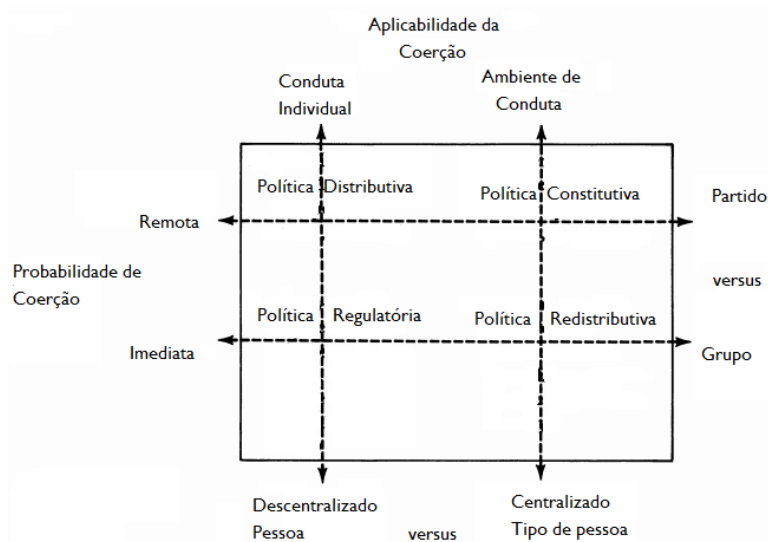 Aplicabilidade da
Coerção
Conduta
Individual
Ambiente de
Conduta
Política Distributiva
Política Constitutiva
Partido
Remota
Probabilidade de
Coerção
versus
Política Regulatória
Política Redistributiva
Imediata
Grupo
Descentralizado
Pessoa
versus
Centralizado
Tipo de pessoa